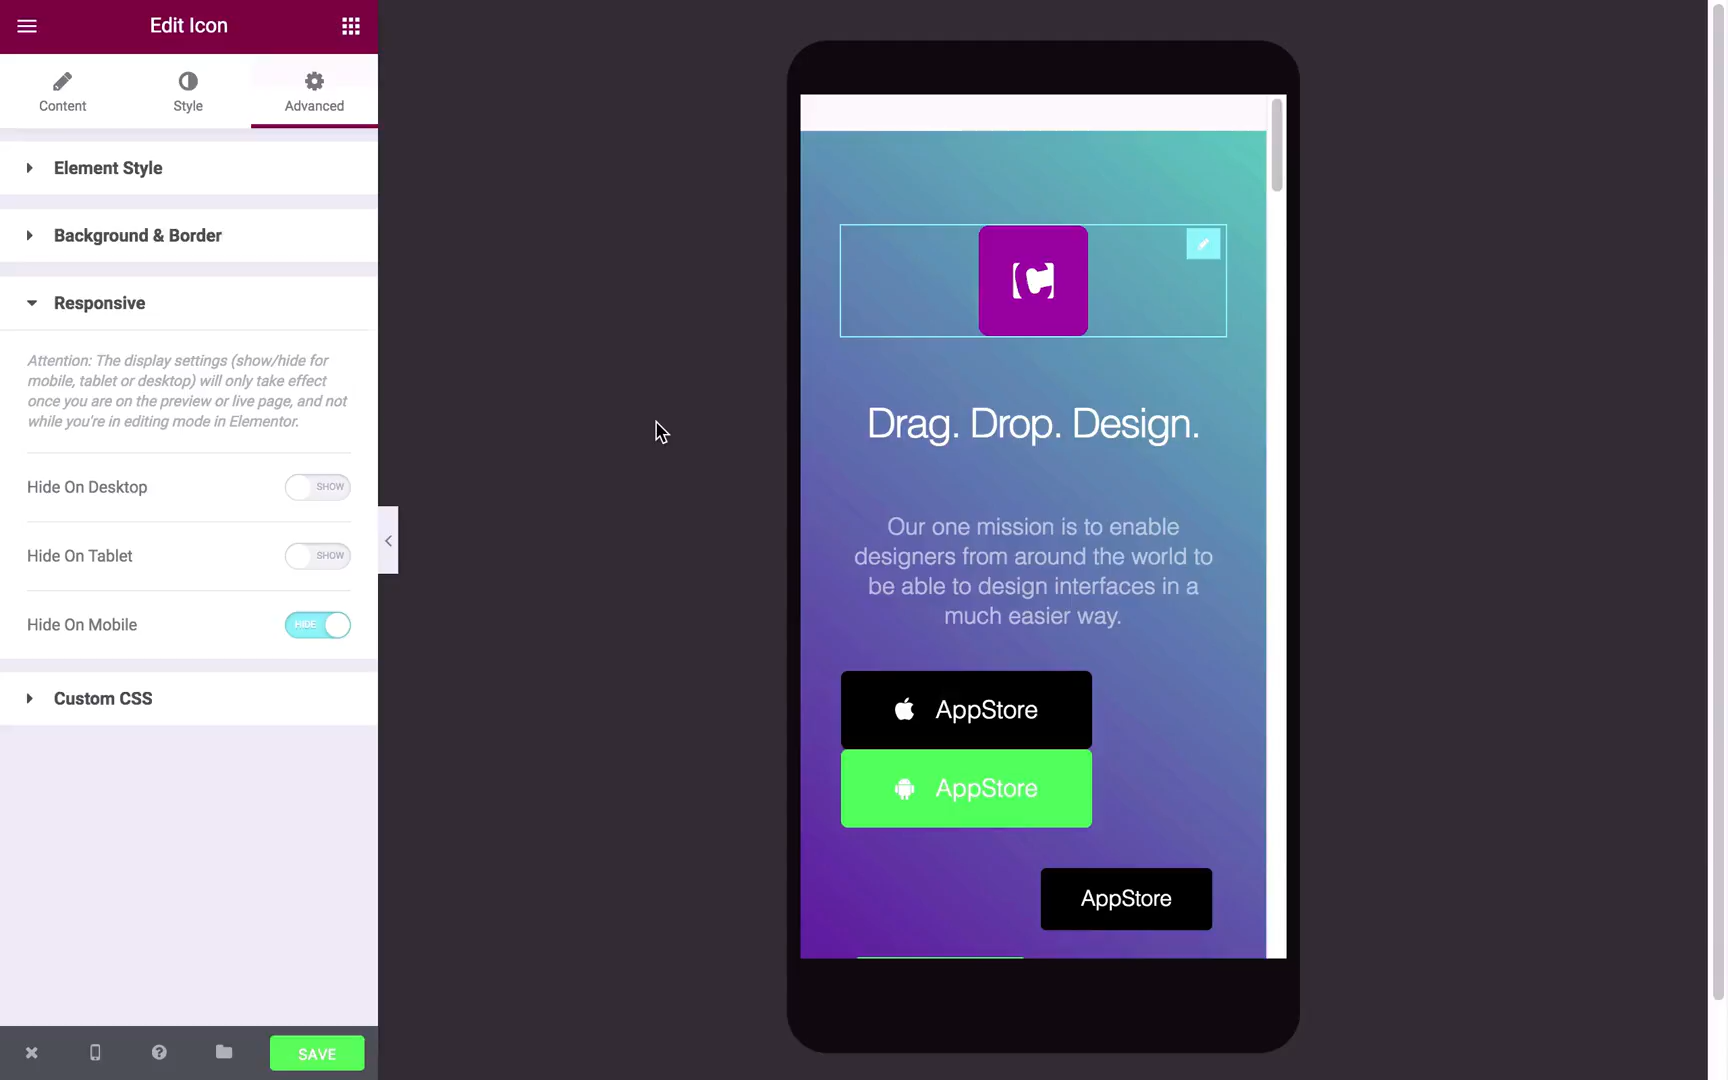 Edit Icon
Content
Style
Advanced
Element Style
Background & Border
Responsive
Attention: The display settings (show/hide for
mobile, tablet or desktop) will only take effect
once you are on the preview or live page, and not
while you're in editing mode in Elementor.
Hide On Desktop
SHOW
Hide On Tablet
SHOW
Hide On Mobile
HIDE
Custom CSS
SAVE
Drag. Drop. Design.
Our one mission is to enable
designers from around the world to
be able to design interfaces in a
much easier way.
AppStore
AppStore
AppStore